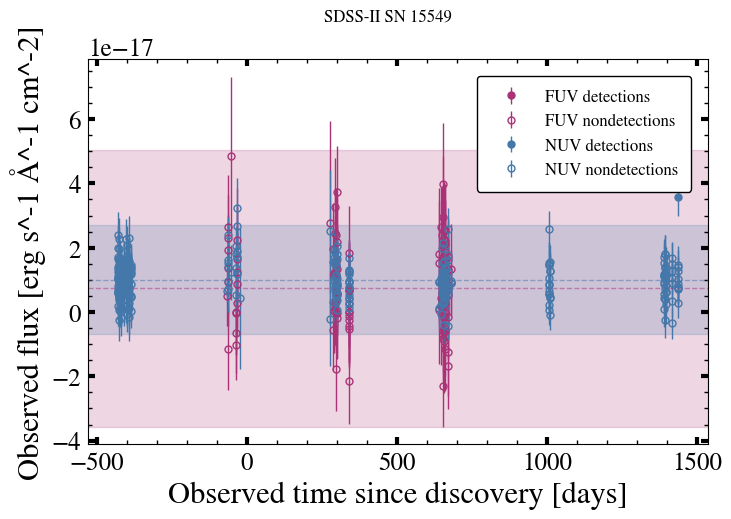 SDSS-II SN 15549
1e−17
Observed flux [erg s^-1 Å^-1 cm^-2]
6
4
2
0
−2
−4
FUV detections
FUV nondetections
NUV detections
NUV nondetections
−500
0
500
1000
1500
Observed time since discovery [days]